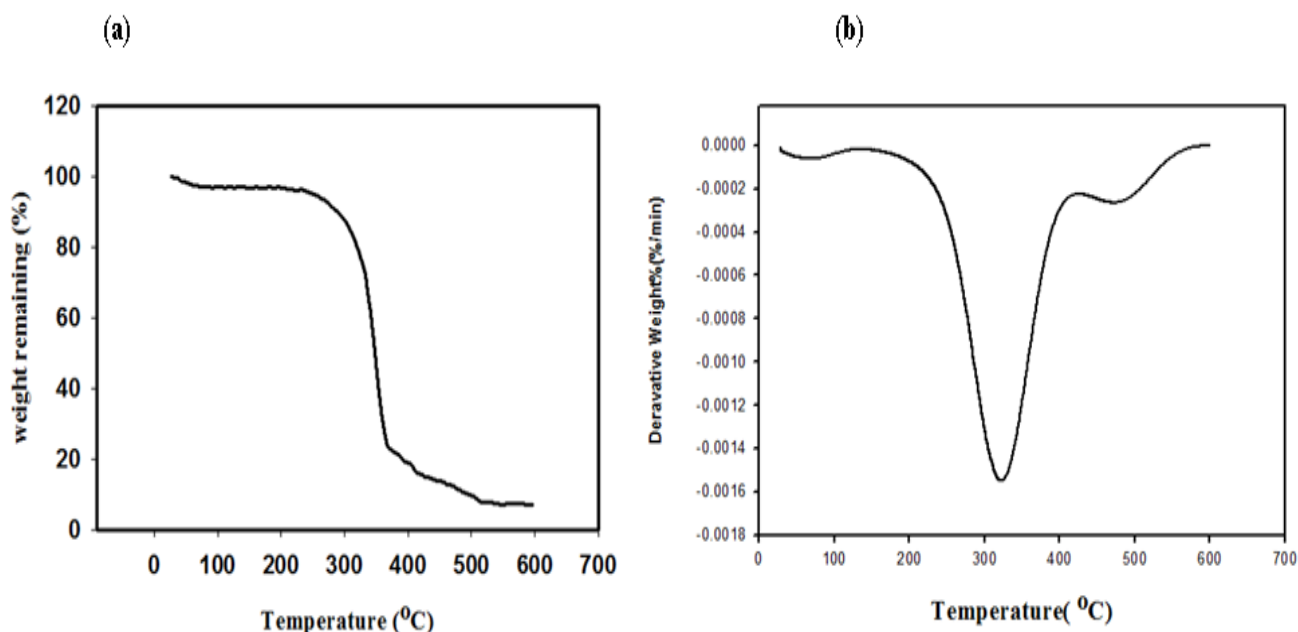 (a)
(b)
weight remaining (%)
120
100
80
60
40
20
0
0 100 200 300 400 500 600 700
Temperature (⁰C)
Deravative Weight%(%/min)
0.0000
-0.0002
-0.0004
-0.0006
-0.0008
-0.0010
-0.0012
-0.0014
-0.0016
-0.0018
0 100 200 300 400 500 600 700
Temperature( ⁰C)